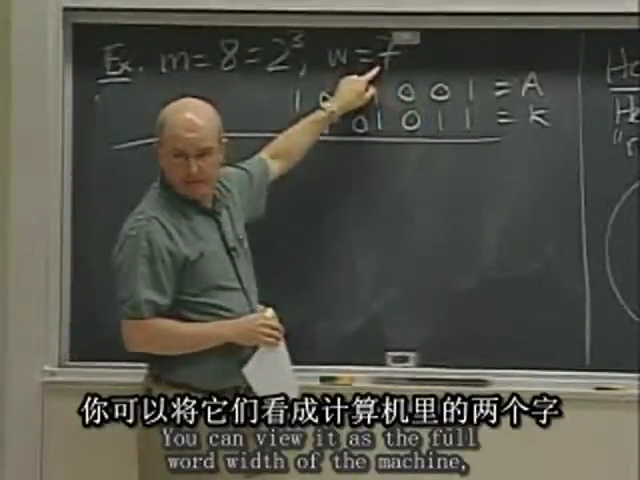 Ex. m = 8 = 2³, w = 7
1 0 1 0 0 1 = A
1 0 1 0 1 1 = k
你可以将它们看成计算机里的两个字
You can view it as the full
word width of the machine,